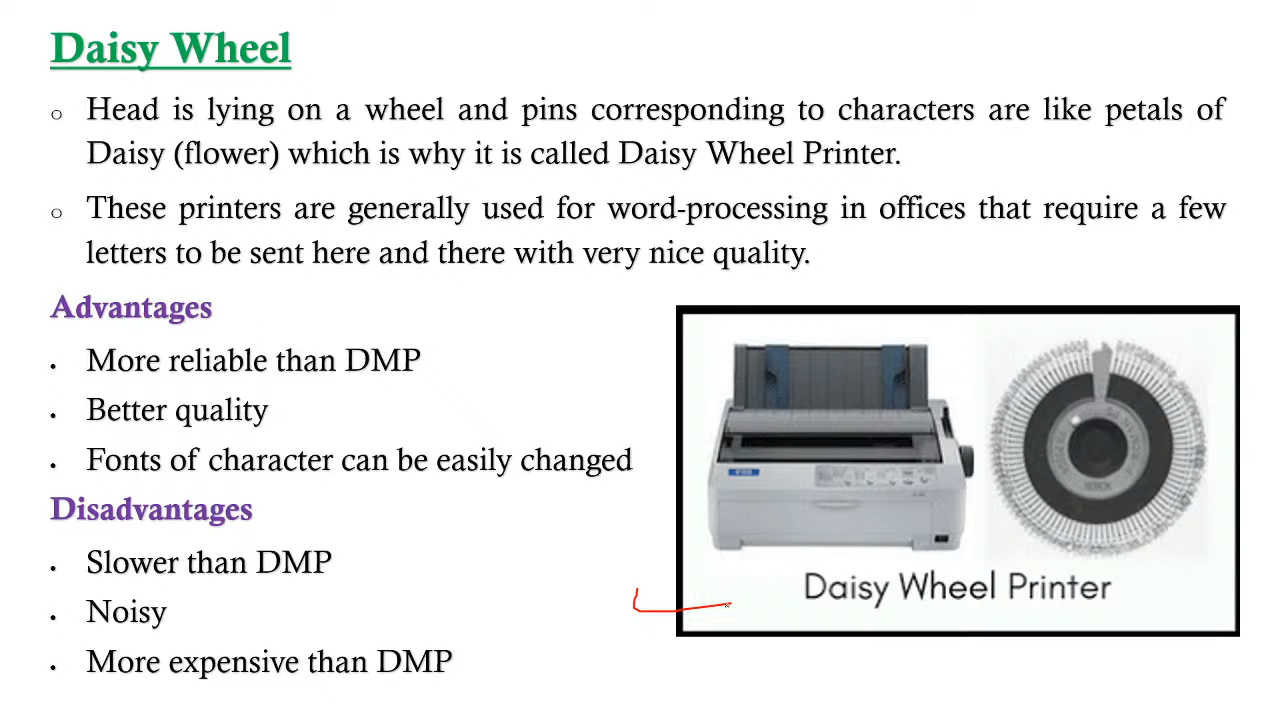 Daisy Wheel
Head is lying on a wheel and pins corresponding to characters are like petals of
Daisy (flower) which is why it is called Daisy Wheel Printer.
These printers are generally used for word-processing in offices that require a few
letters to be sent here and there with very nice quality.
Advantages
More reliable than DMP
Better quality
Fonts of character can be easily changed
Disadvantages
Slower than DMP
Noisy
More expensive than DMP
Daisy Wheel Printer